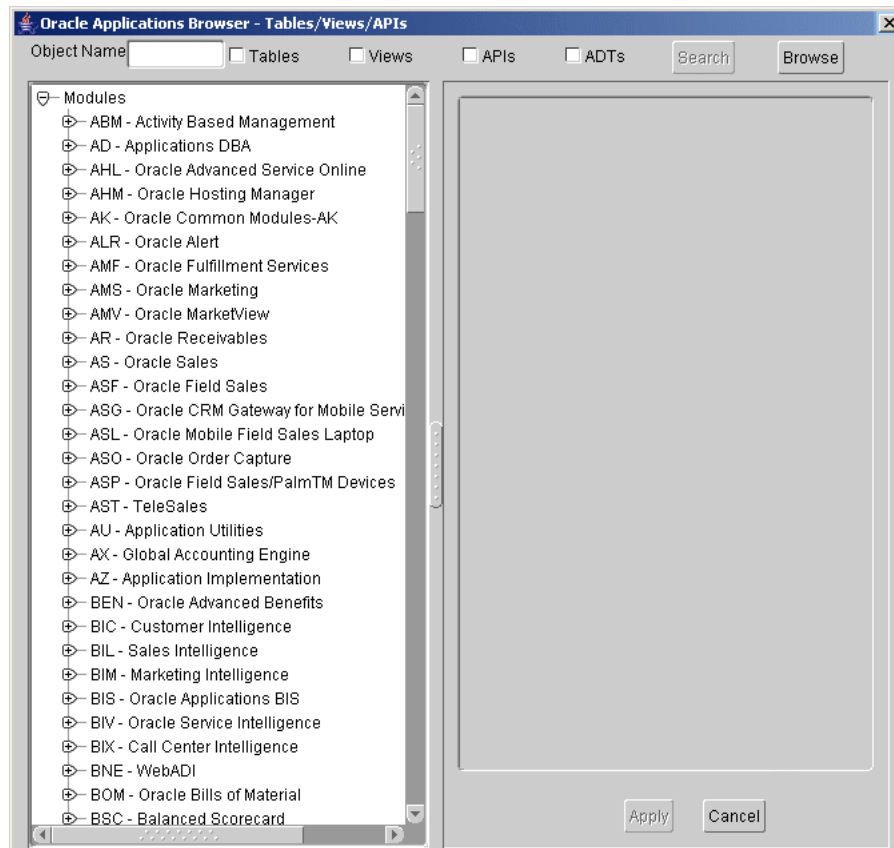 Oracle Applications Browser - Tables/Views/APIs
Object Name Tables Views APIs ADTs Search Browse
Modules
ABM - Activity Based Management
AD - Applications DBA
AHL - Oracle Advanced Service Online
AHM - Oracle Hosting Manager
AK - Oracle Common Modules-AK
ALR - Oracle Alert
AMF - Oracle Fulfillment Services
AMS - Oracle Marketing
AMV - Oracle MarketView
AR - Oracle Receivables
AS - Oracle Sales
ASF - Oracle Field Sales
ASG - Oracle CRM Gateway for Mobile Servi
ASL - Oracle Mobile Field Sales Laptop
ASO - Oracle Order Capture
ASP - Oracle Field Sales/PalmTM Devices
AST - TeleSales
AU - Application Utilities
AX - Global Accounting Engine
AZ - Application Implementation
BEN - Oracle Advanced Benefits
BIC - Customer Intelligence
BIL - Sales Intelligence
BIM - Marketing Intelligence
BIS - Oracle Applications BIS
BIV - Oracle Service Intelligence
BIX - Call Center Intelligence
BNE - WebADI
BOM - Oracle Bills of Material
BSC - Balanced Scorecard
Apply Cancel